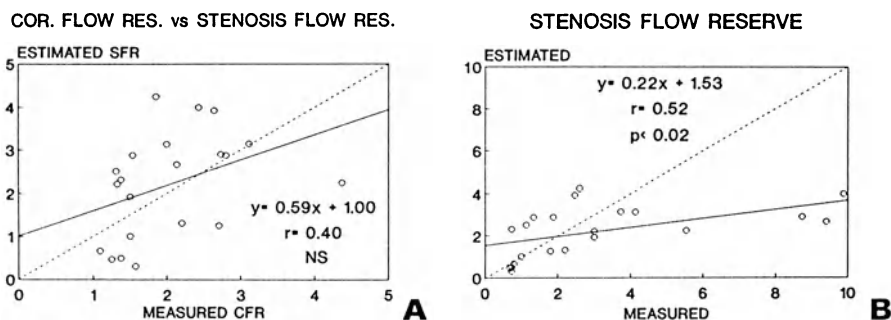 COR. FLOW RES. vs STENOSIS FLOW RES.
ESTIMATED SFR
5
4
3
2
1
0
y= 0.59x + 1.00
r= 0.40
NS
0 1 2 3 4 5
MEASURED CFR
A
STENOSIS FLOW RESERVE
ESTIMATED
10
8
6
4
2
0
y= 0.22x + 1.53
r= 0.52
p< 0.02
0 2 4 6 8 10
MEASURED
B